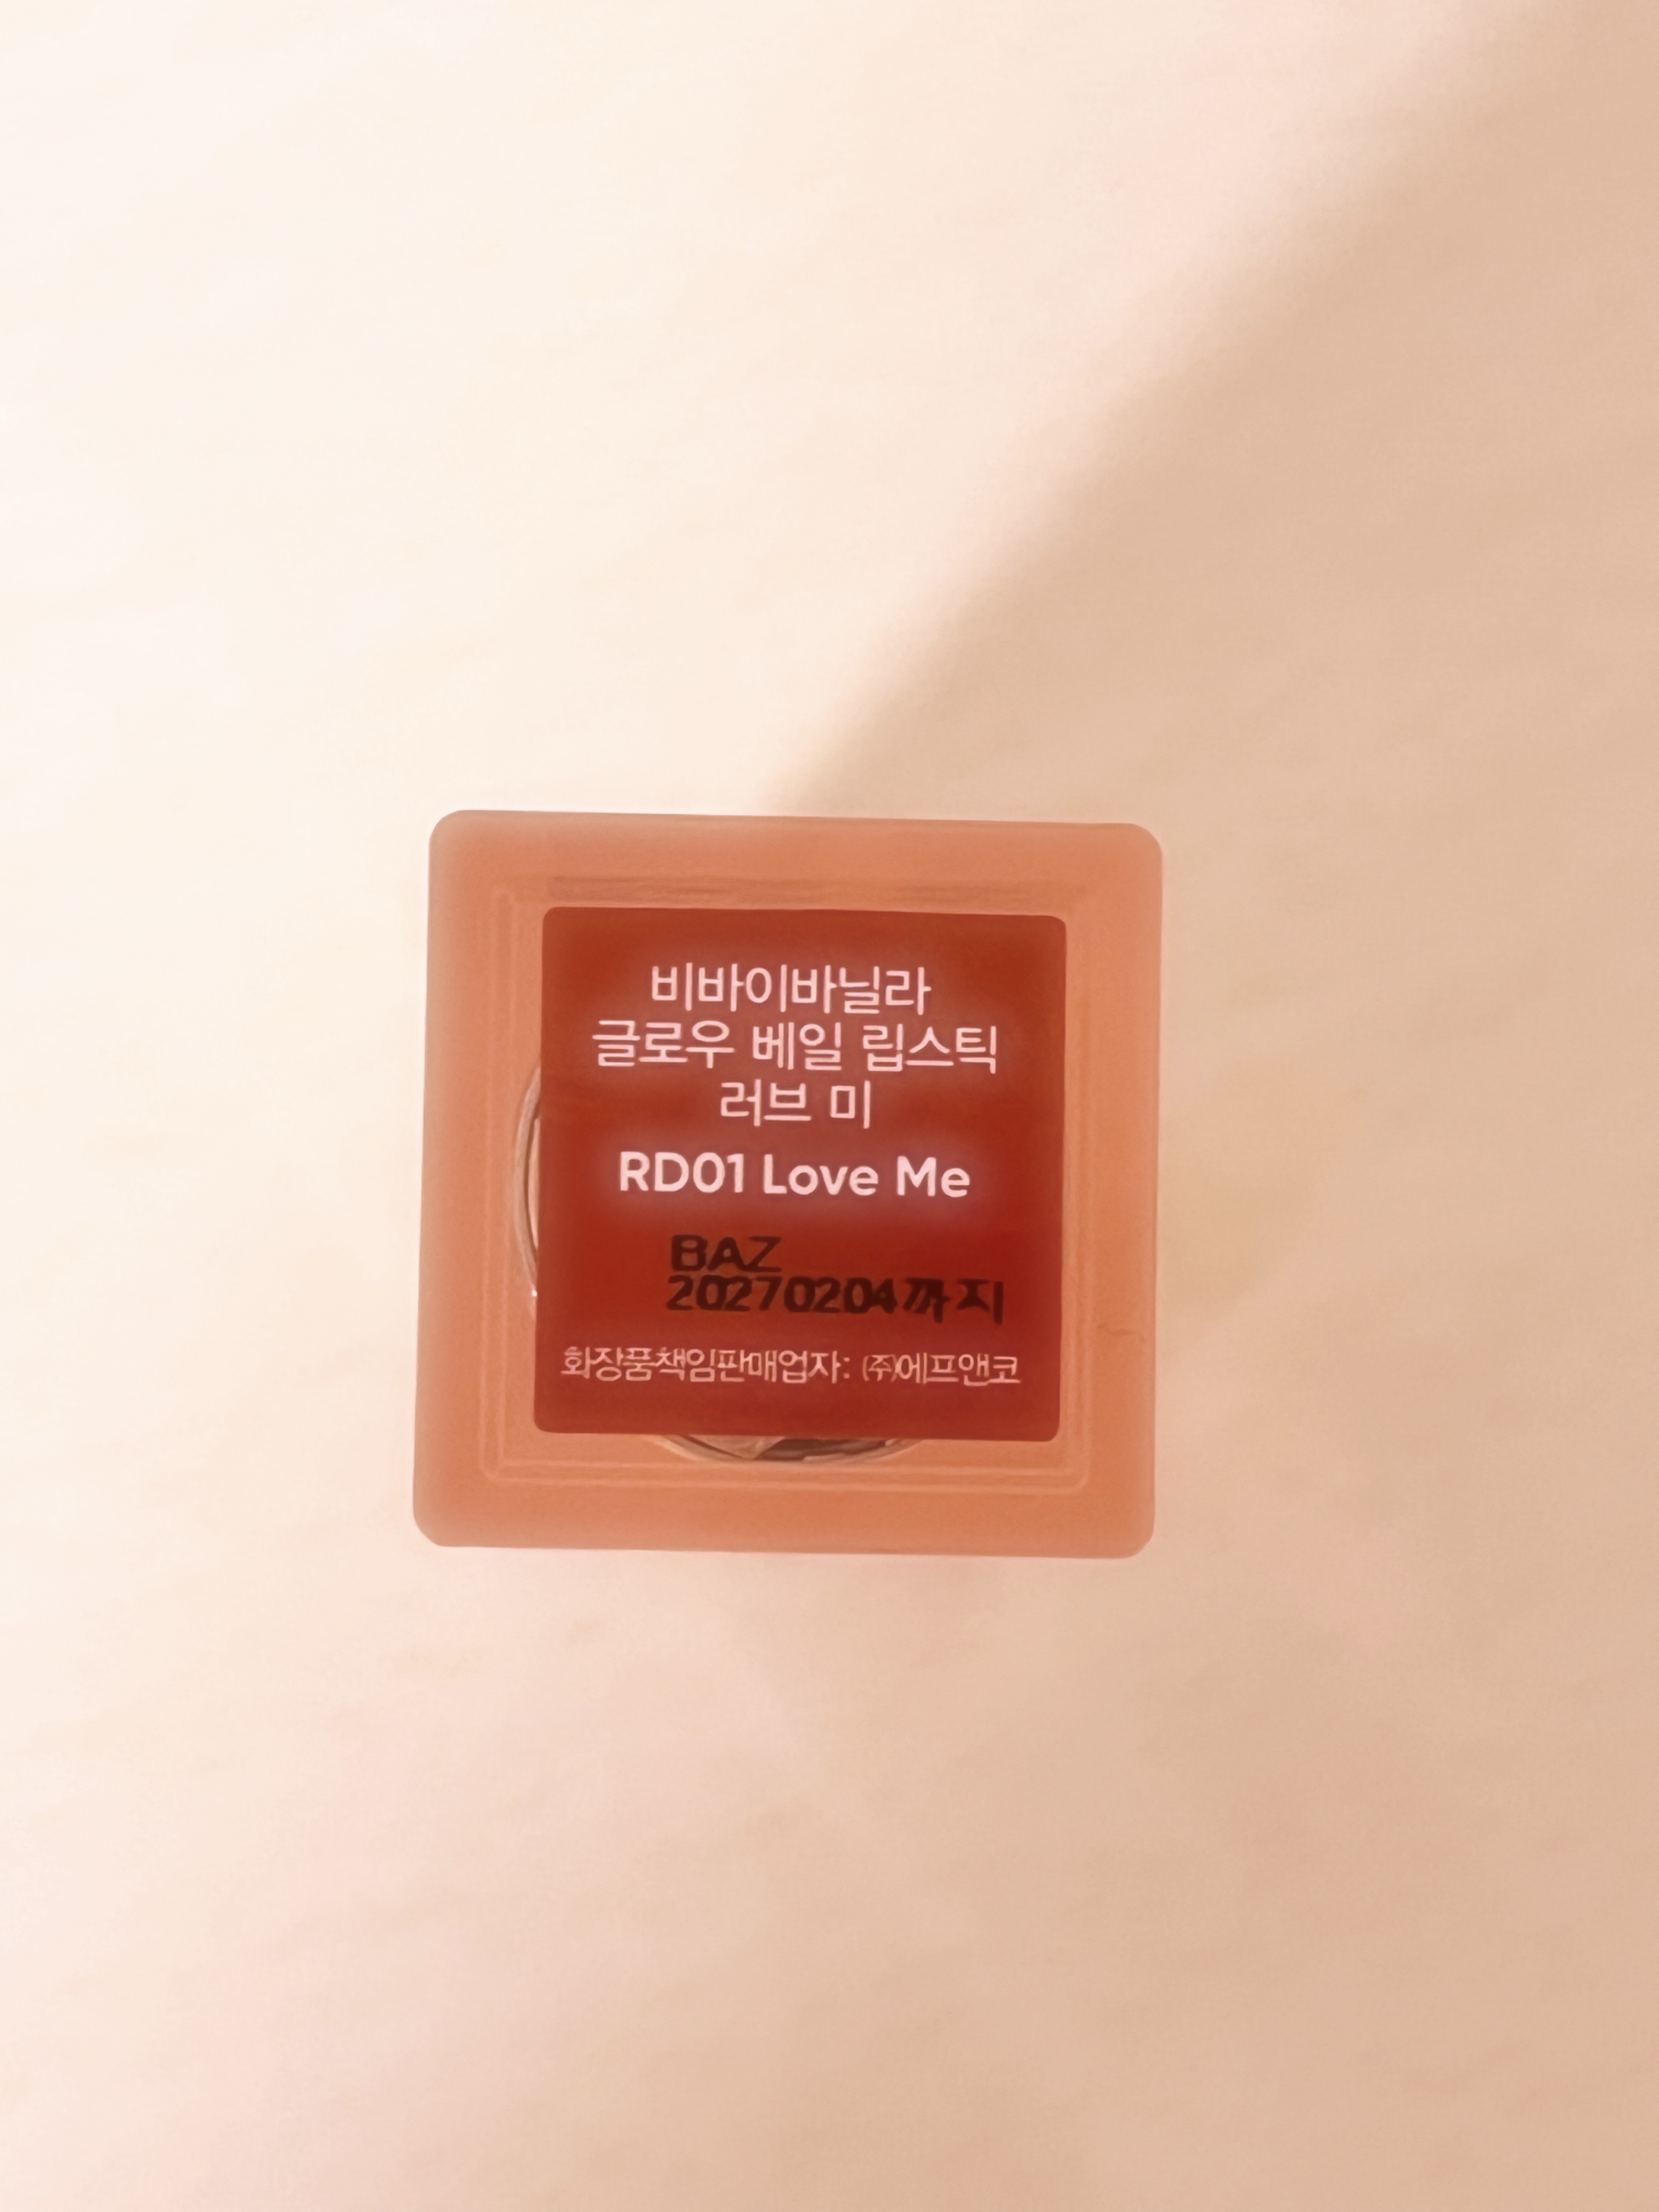 비바이바닐라
글로우 베일 립스틱
러브 미
RD01 Love Me
BAZ
20270204까지
화장품책임판매업자: ㈜에프앤코